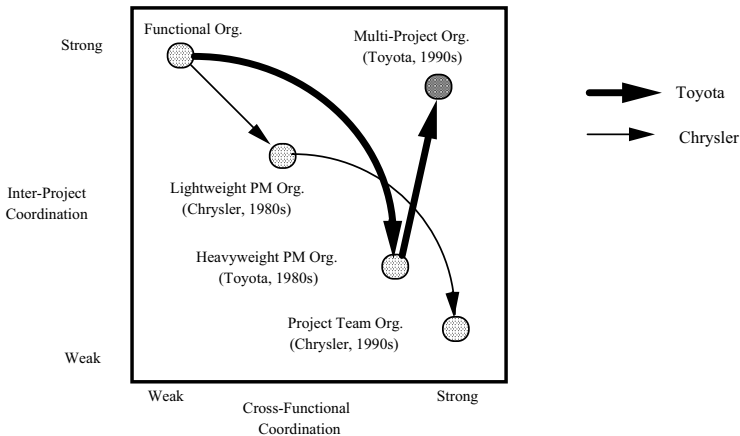 Functional Org.
Multi-Project Org.
(Toyota, 1990s)
Strong
Toyota
Chrysler
Lightweight PM Org.
(Chrysler, 1980s)
Inter-Project
Coordination
Heavyweight PM Org.
(Toyota, 1980s)
Project Team Org.
(Chrysler, 1990s)
Weak
Weak
Strong
Cross-Functional
Coordination